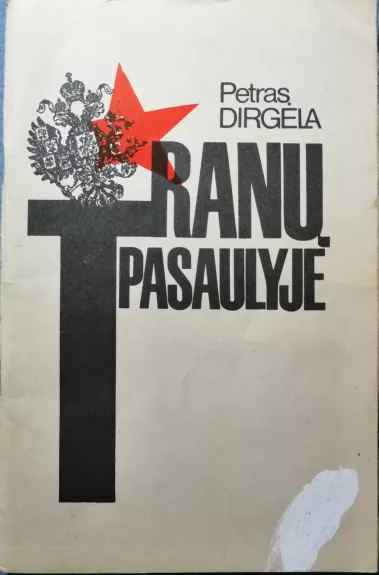 Petras
DIRGĖLA
TRANŲ
PASAULYJE